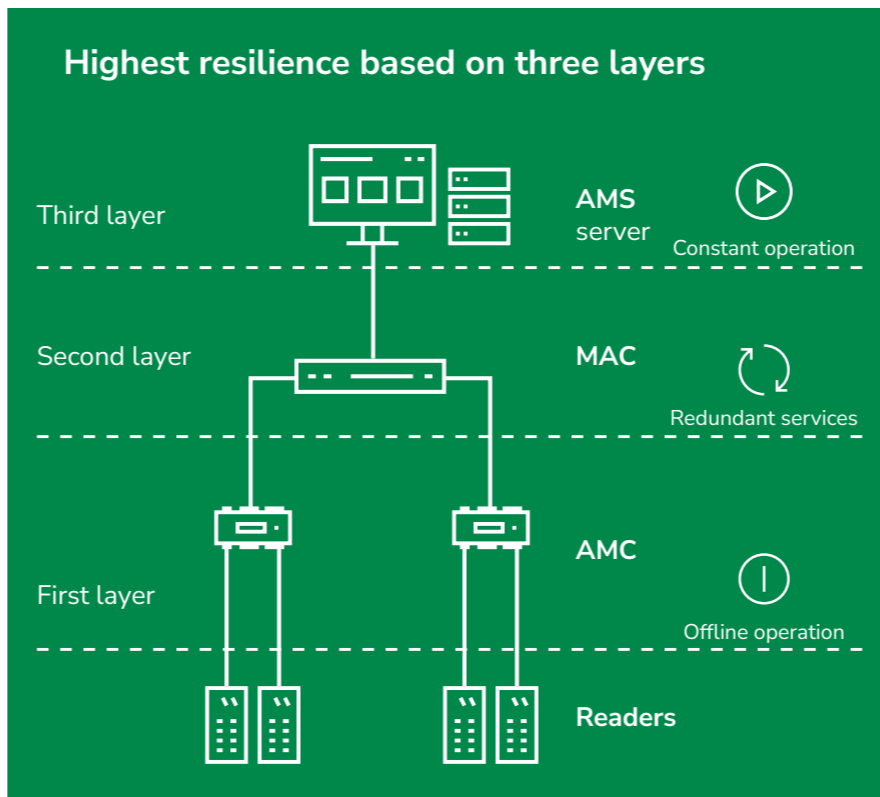 Highest resilience based on three layers
Third layer
AMS
server
Constant operation
Second layer
MAC
Redundant services
AMC
First layer
Offline operation
Readers